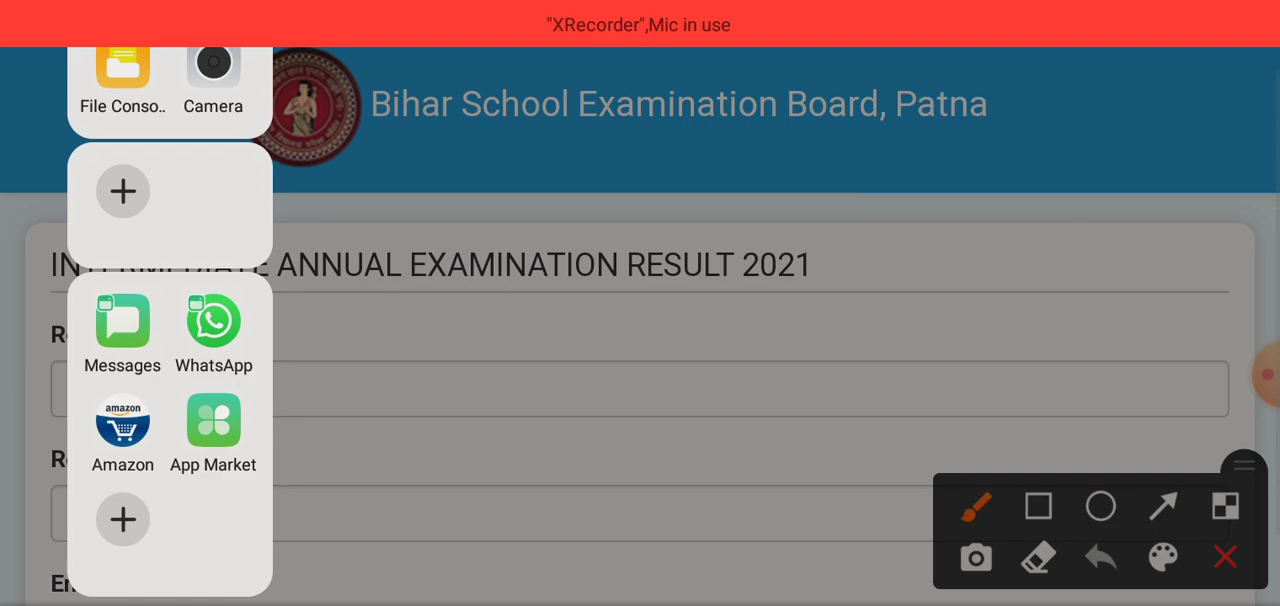 "XRecorder",Mic in use
File Conso..
Camera
Bihar School Examination Board, Patna
ANNUAL EXAMINATION RESULT 2021
Messages
WhatsApp
amazon
Amazon
App Market